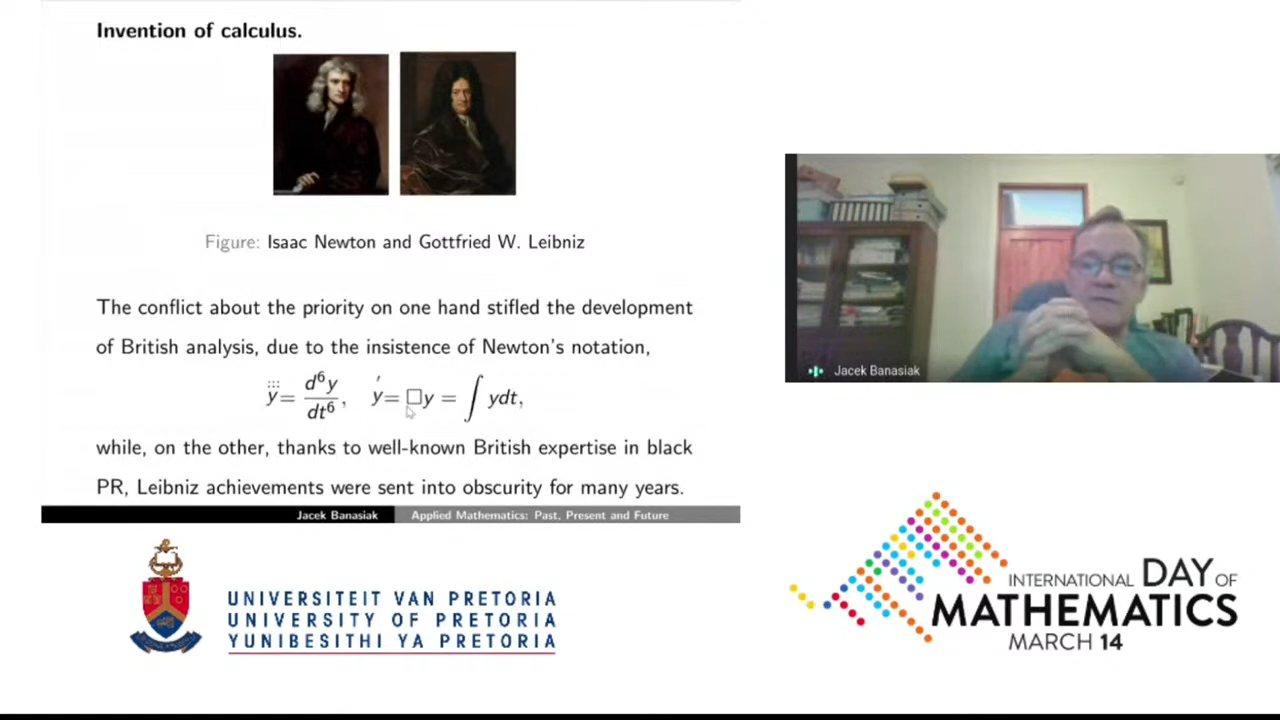 Invention of calculus.
Figure: Isaac Newton and Gottfried W. Leibniz
The conflict about the priority on one hand stifled the development
of British analysis, due to the insistence of Newton's notation,
⃛y⃛ = d⁶y/dt⁶, y′ = □y = ∫ ydt,
while, on the other, thanks to well-known British expertise in black
PR, Leibniz achievements were sent into obscurity for many years.
Jacek Banasiak Applied Mathematics: Past, Present and Future
Jacek Banasiak
UNIVERSITEIT VAN PRETORIA
UNIVERSITY OF PRETORIA
YUNIBESITHI YA PRETORIA
INTERNATIONAL DAY OF
MATHEMATICS
MARCH 14